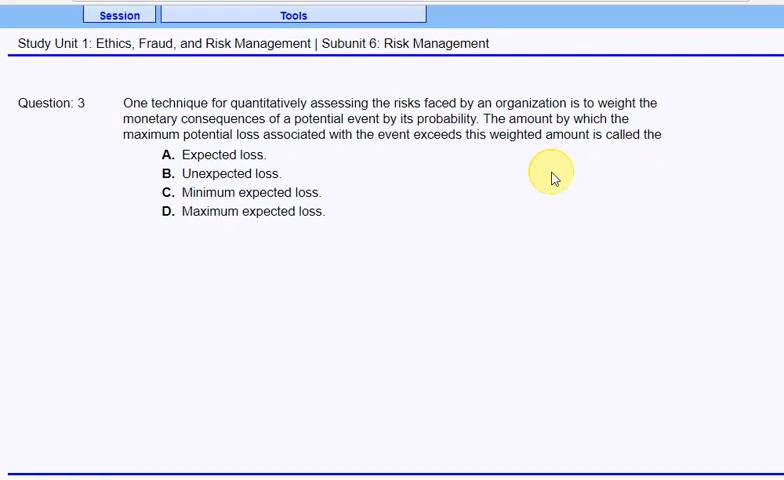 Session
Tools
Study Unit 1: Ethics, Fraud, and Risk Management | Subunit 6: Risk Management
Question: 3
One technique for quantitatively assessing the risks faced by an organization is to weight the
monetary consequences of a potential event by its probability. The amount by which the
maximum potential loss associated with the event exceeds this weighted amount is called the
A. Expected loss.
B. Unexpected loss.
C. Minimum expected loss.
D. Maximum expected loss.